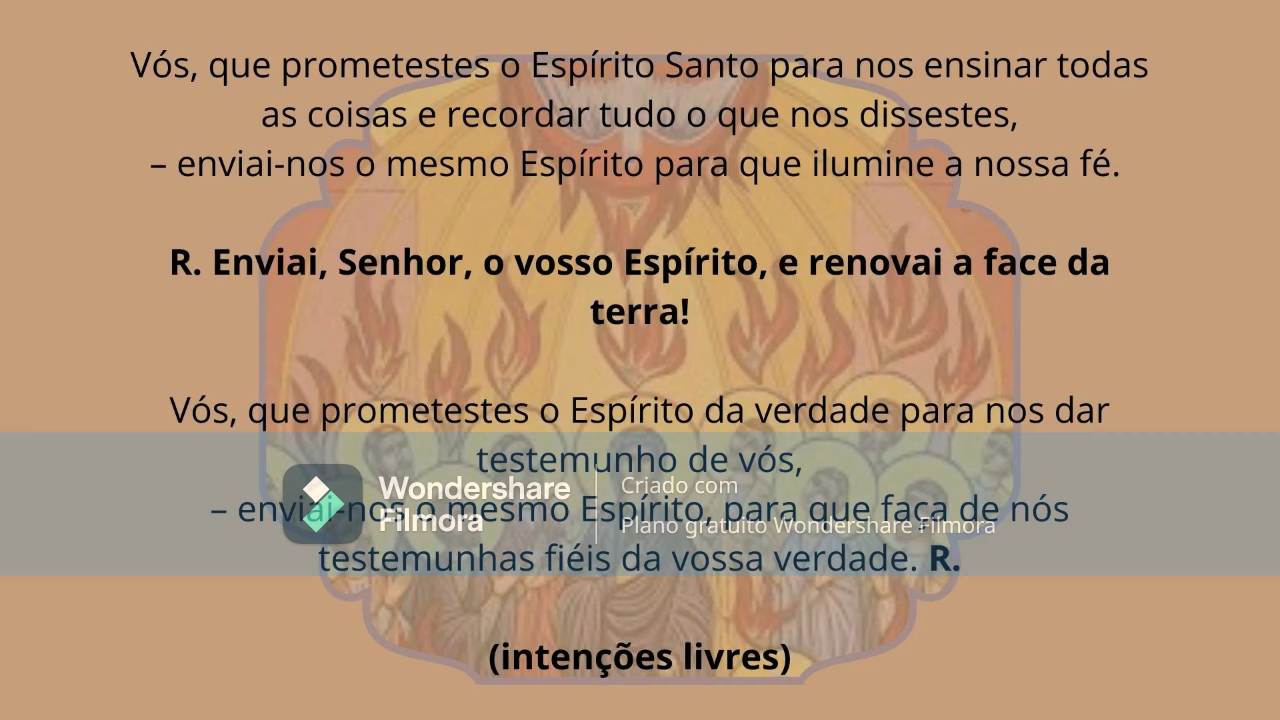 Vós, que prometestes o Espírito Santo para nos ensinar todas
as coisas e recordar tudo o que nos dissestes,
– enviai-nos o mesmo Espírito para que ilumine a nossa fé.
R. Enviai, Senhor, o vosso Espírito, e renovai a face da
terra!
Vós, que prometestes o Espírito da verdade para nos dar
testemunho de vós,
– enviai-nos o mesmo Espírito, para que faça de nós
testemunhas fiéis da vossa verdade. R.
(intenções livres)
Wondershare
Filmora
Criado com
Plano gratuito Wondershare Filmora